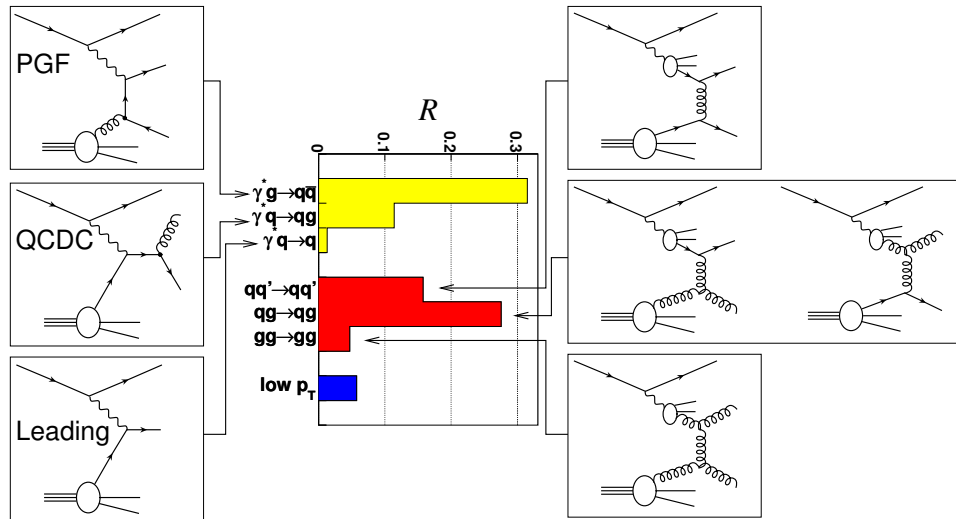 PGF
QCDC
Leading
R
0 0.1 0.2 0.3
γ*g→qq̄
γ*q→qg
γ*q→q
qq'→qq'
qg→qg
gg→gg
low p_T